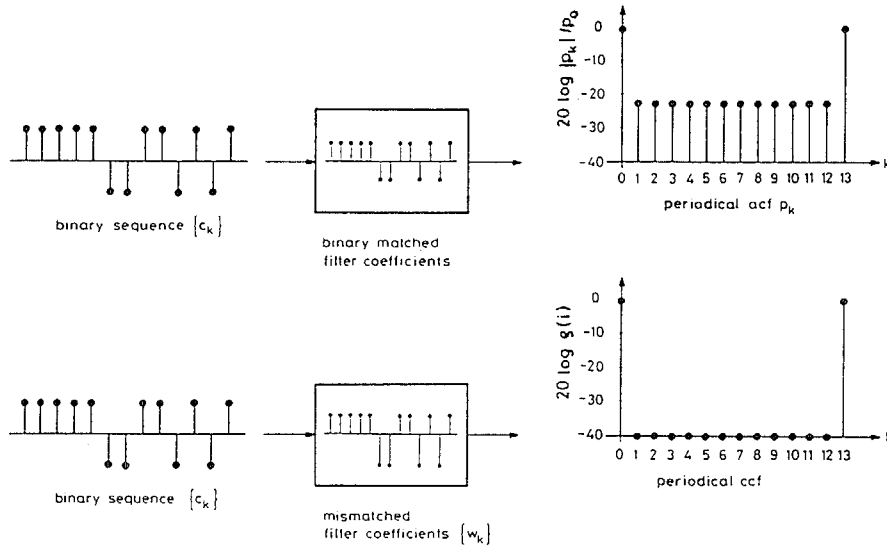 20 log |p_k| /p_0
0
-10
-20
-30
-40
0 1 2 3 4 5 6 7 8 9 10 11 12 13
k
periodical acf p_k
binary sequence {c_k}
binary matched
filter coefficients
20 log ϱ(i)
0
-10
-20
-30
-40
0 1 2 3 4 5 6 7 8 9 10 11 12 13
periodical ccf
binary sequence {c_k}
mismatched
filter coefficients {w_k}